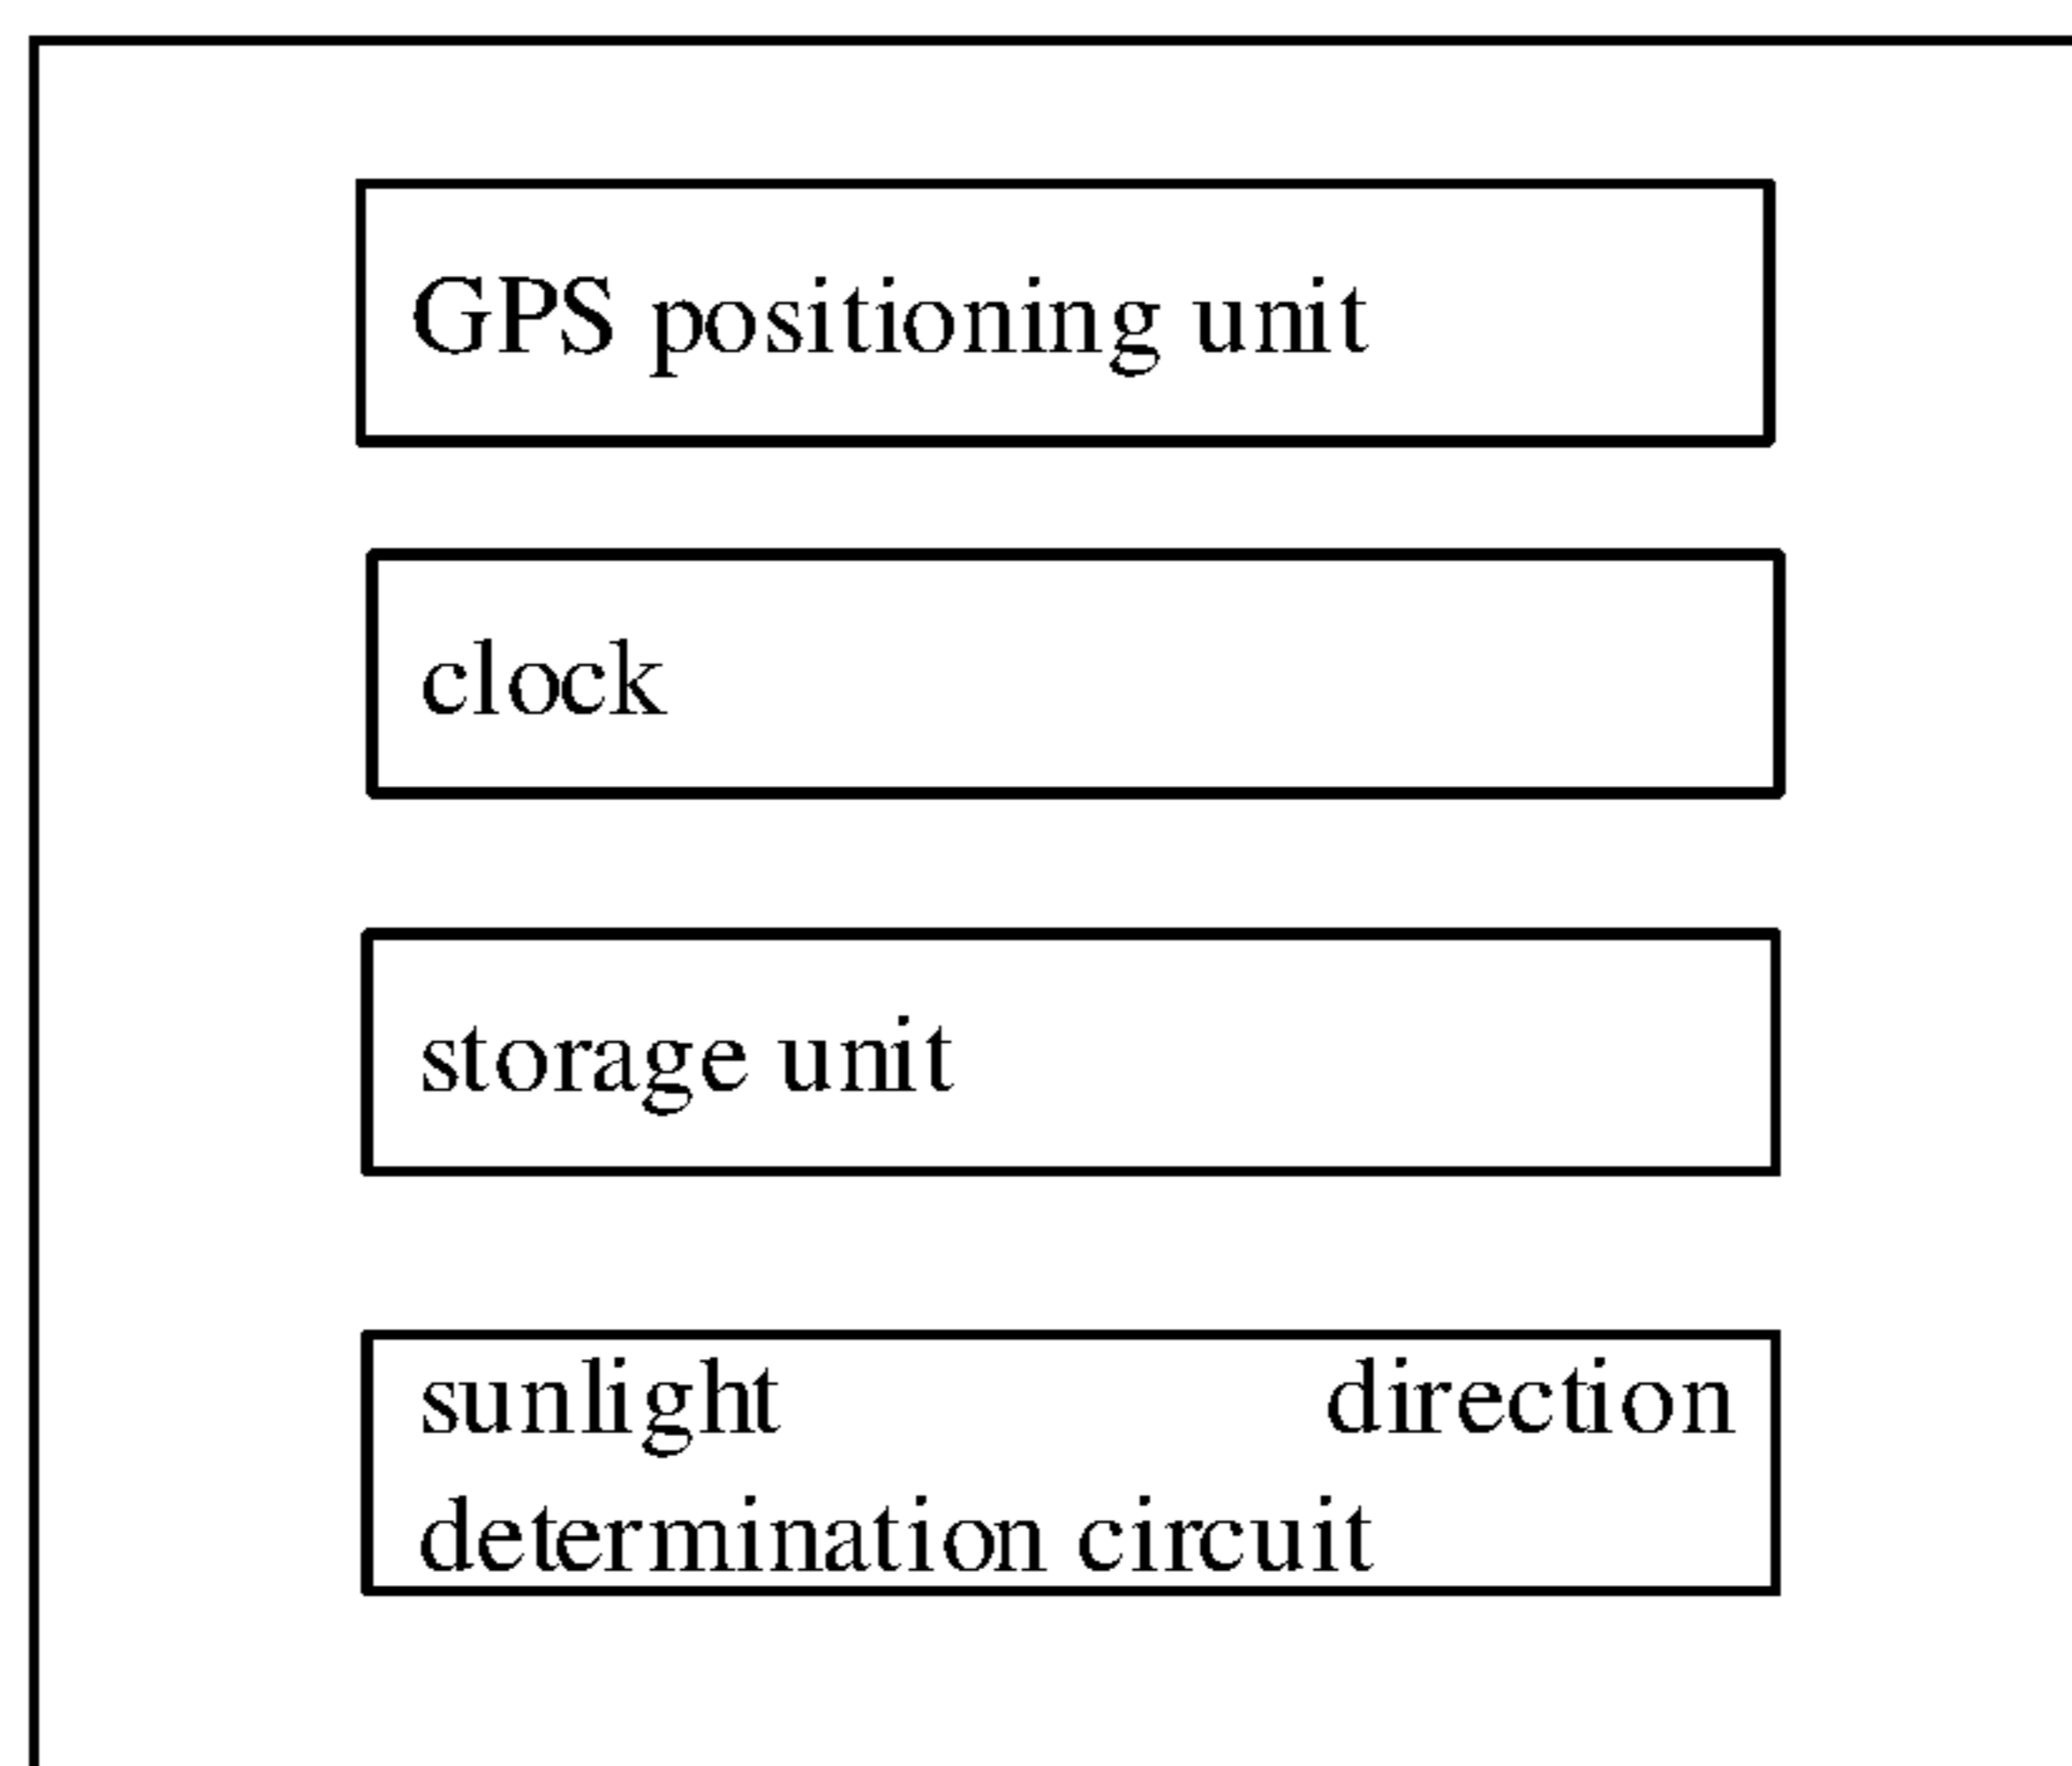 GPS positioning unit
clock
storage unit
sunlight direction
determination circuit